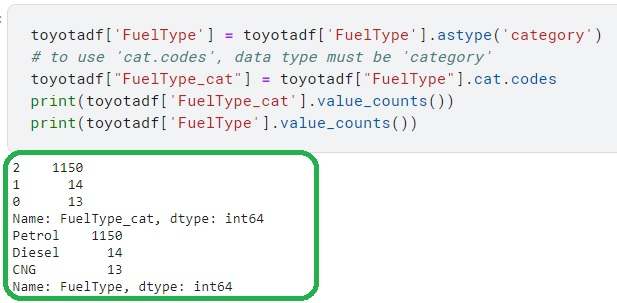 toyotadf['FuelType'] = toyotadf['FuelType'].astype('category')
# to use 'cat.codes', data type must be 'category'
toyotadf["FuelType_cat"] = toyotadf["FuelType"].cat.codes
print(toyotadf['FuelType_cat'].value_counts())
print(toyotadf['FuelType'].value_counts())
2    1150
1      14
0      13
Name: FuelType_cat, dtype: int64
Petrol    1150
Diesel      14
CNG         13
Name: FuelType, dtype: int64